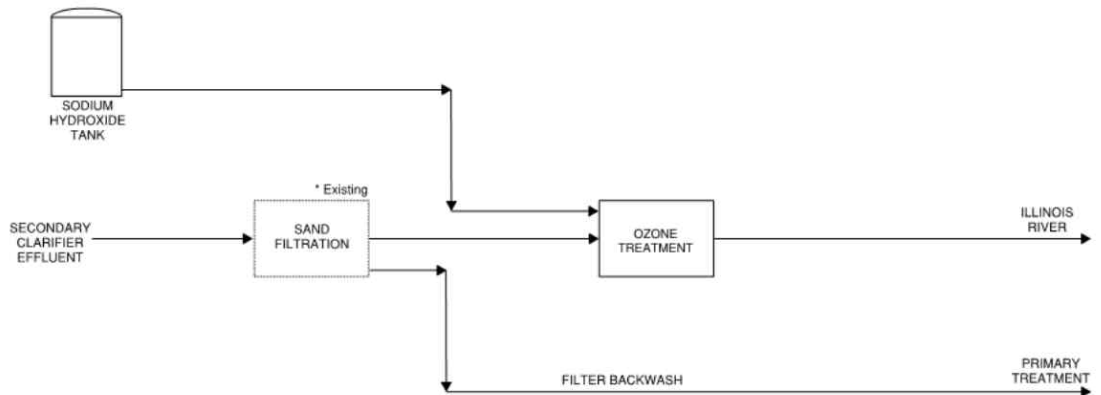 SODIUM
HYDROXIDE
TANK
* Existing
SECONDARY
CLARIFIER
EFFLUENT
SAND
FILTRATION
OZONE
TREATMENT
ILLINOIS
RIVER
FILTER BACKWASH
PRIMARY
TREATMENT